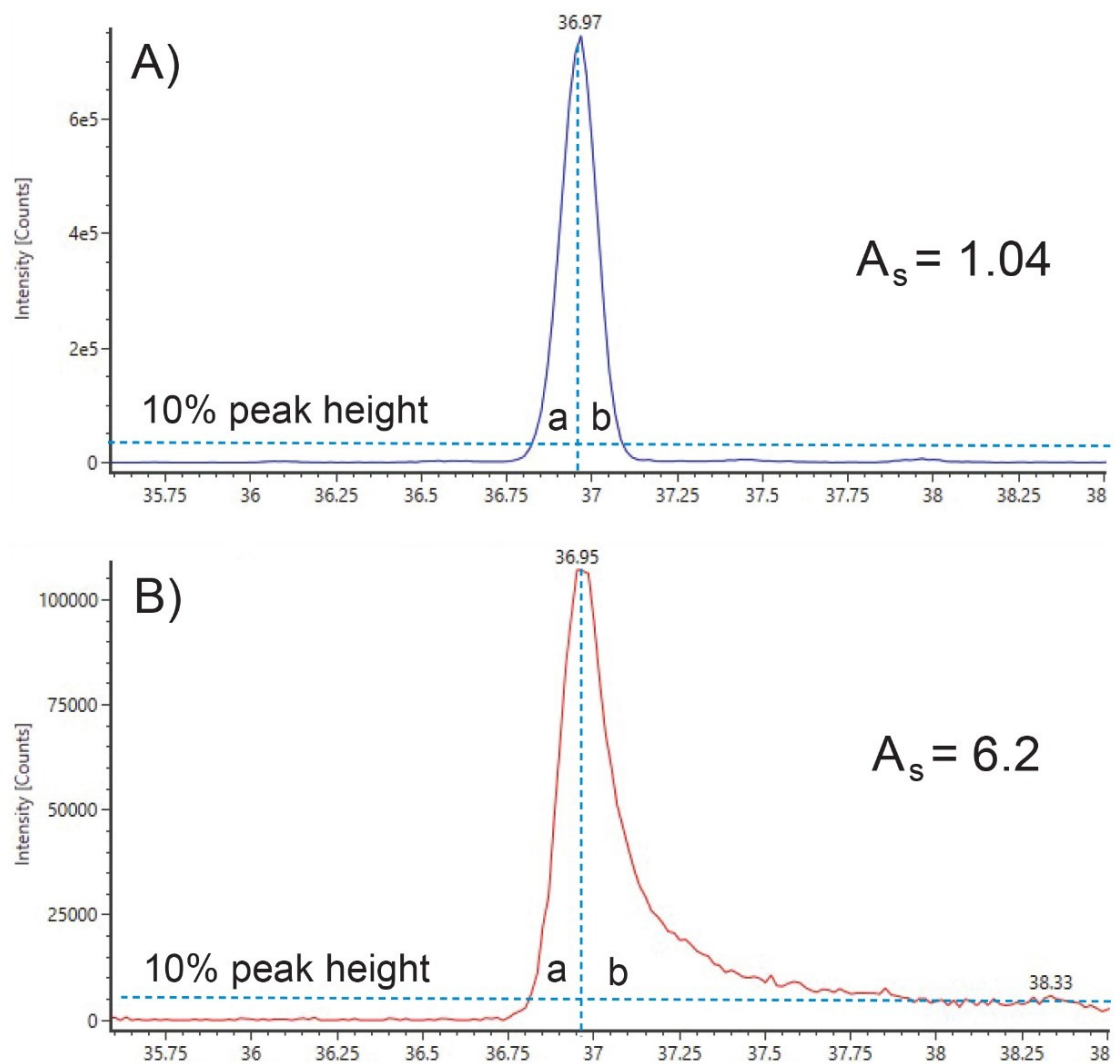 36.97
A)
6e5
4e5
2e5
0
Intensity [Counts]
As = 1.04
10% peak height
a b
35.75 36 36.25 36.5 36.75 37 37.25 37.5 37.75 38 38.25 38
36.95
B)
100000
75000
50000
25000
0
Intensity [Counts]
As = 6.2
10% peak height
a b
38.33
35.75 36 36.25 36.5 36.75 37 37.25 37.5 37.75 38 38.25 38